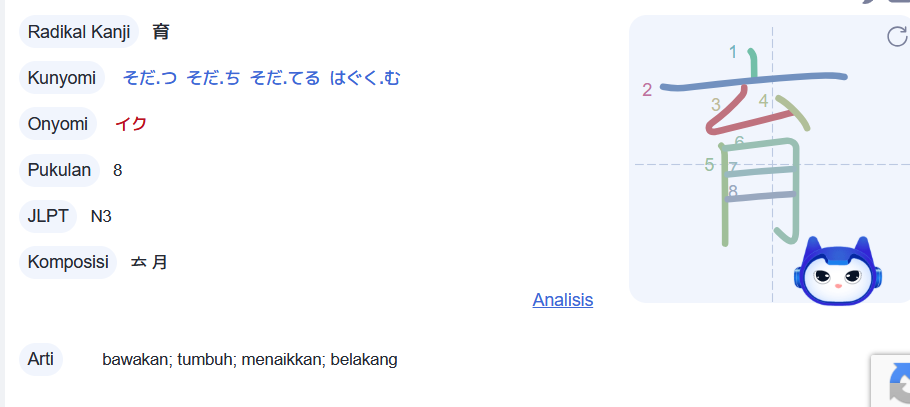 Radikal Kanji 育
Kunyomi そだ.つ そだ.ち そだ.てる はぐく.む
Onyomi イク
Pukulan 8
JLPT N3
Komposisi 𠫓 月
Analisis
Arti bawakan; tumbuh; menaikkan; belakang
1
2
3 4
6
5 7
8